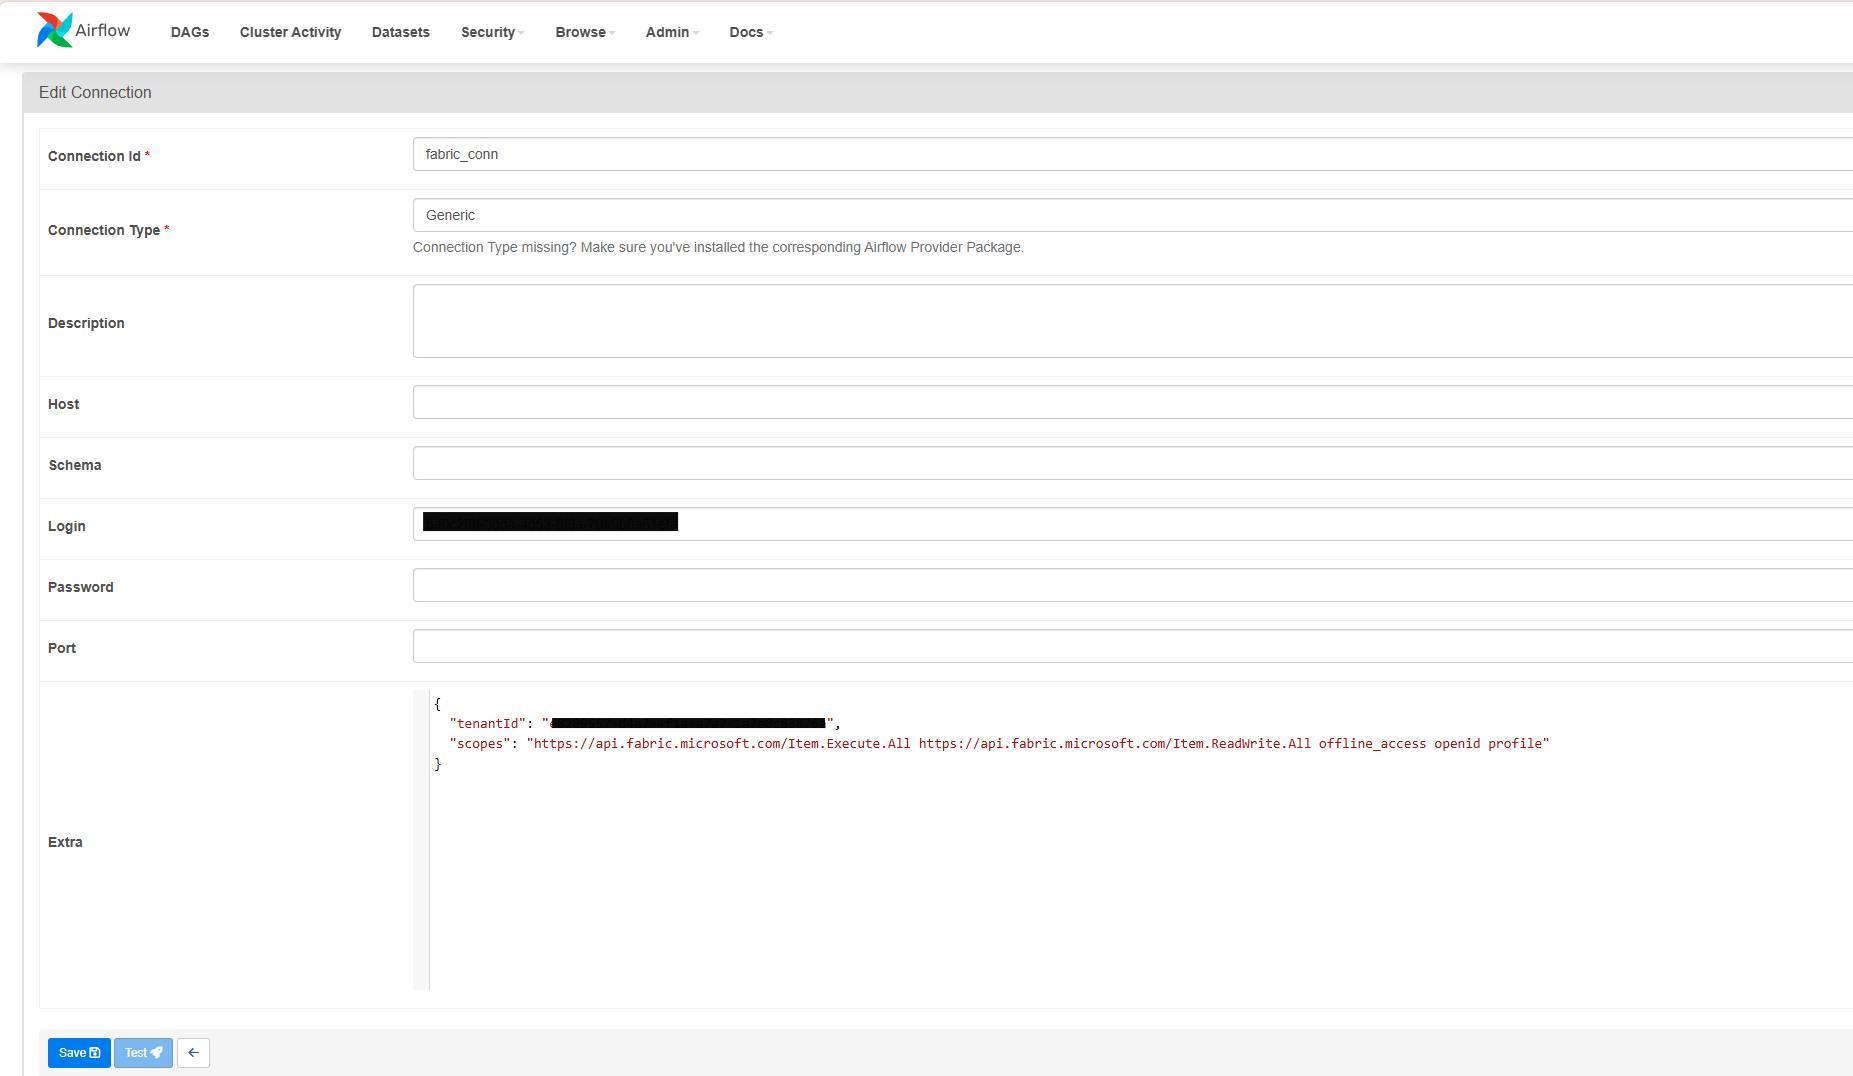 Airflow DAGs Cluster Activity Datasets Security Browse Admin Docs
Edit Connection
Connection Id * fabric_conn
Connection Type * Generic
Connection Type missing? Make sure you've installed the corresponding Airflow Provider Package.
Description
Host
Schema
Login
Password
Port
Extra
{
"tenantId": "",
"scopes": "https://api.fabric.microsoft.com/Item.Execute.All https://api.fabric.microsoft.com/Item.ReadWrite.All offline_access openid profile"
}
Save Test